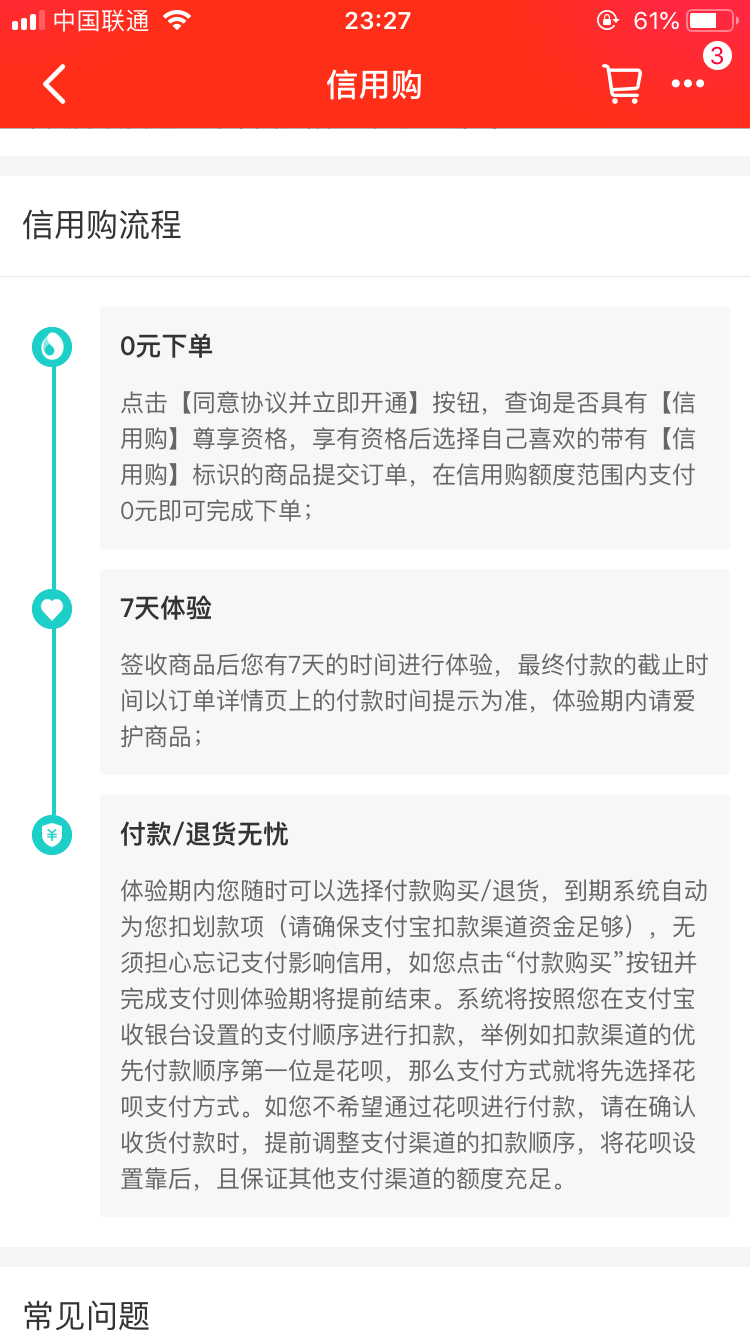 中国联通
23:27
61%
信用购
3
信用购流程
0元下单
点击【同意协议并立即开通】按钮，查询是否具有【信
用购】尊享资格，享有资格后选择自己喜欢的带有【信
用购】标识的商品提交订单，在信用购额度范围内支付
0元即可完成下单；
7天体验
签收商品后您有7天的时间进行体验，最终付款的截止时
间以订单详情页上的付款时间提示为准，体验期内请爱
护商品；
付款/退货无忧
体验期内您随时可以选择付款购买/退货，到期系统自动
为您扣划款项（请确保支付宝扣款渠道资金足够），无
须担心忘记支付影响信用，如您点击“付款购买”按钮并
完成支付则体验期将提前结束。系统将按照您在支付宝
收银台设置的支付顺序进行扣款，举例如扣款渠道的优
先付款顺序第一位是花呗，那么支付方式就将先选择花
呗支付方式。如您不希望通过花呗进行付款，请在确认
收货付款时，提前调整支付渠道的扣款顺序，将花呗设
置靠后，且保证其他支付渠道的额度充足。
常见问题